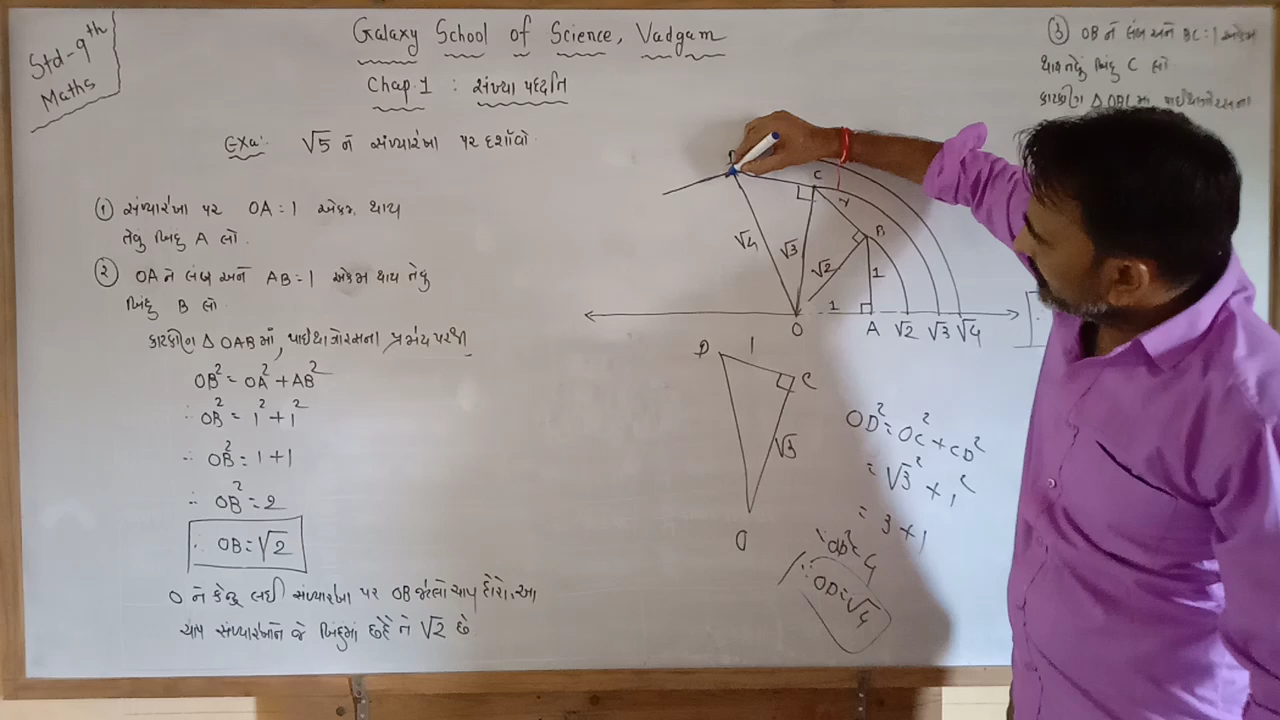 Std-9th
Maths
Galaxy School of Science, Vadgam
Chap.1 : સંખ્યા પદ્ધતિ
Exa: √5 ને સંખ્યારેખા પર દર્શાવો.
① સંખ્યારેખા પર OA = 1 એકમ થાય
તેવું બિંદુ A લો.
② OA ને લંબ અને AB = 1 એકમ થાય તેવું
બિંદુ B લો.
કાટકોણ Δ OAB માં, પાઈથાગોરસના પ્રમેય પરથી
OB² = OA² + AB²
∴ OB² = 1² + 1²
∴ OB² = 1 + 1
∴ OB² = 2
∴ OB = √2
O ને કેન્દ્ર લઈ સંખ્યારેખા પર OB જેટલો ચાપ દોરો. આ
ચાપ સંખ્યારેખાને જે બિંદુમાં છેદે તે √2 છે.
③ OB ને લંબ અને BC = 1 એકમ
થાય તેવું બિંદુ C લો.
કાટકોણ Δ OBC માં પાઈથાગોરસના
C
B
√4
√3
√2
1
1
1
O
A
√2
√3
√4
D
1
C
√3
O
OD² = OC² + CD²
= √3² + 1²
= 3 + 1
∴ OD² = 4
∴ OD = √4